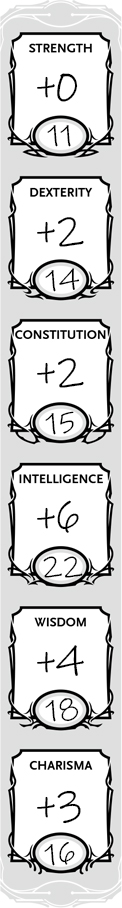 STRENGTH
+0
11
DEXTERITY
+2
14
CONSTITUTION
+2
15
INTELLIGENCE
+6
22
WISDOM
+4
18
CHARISMA
+3
16